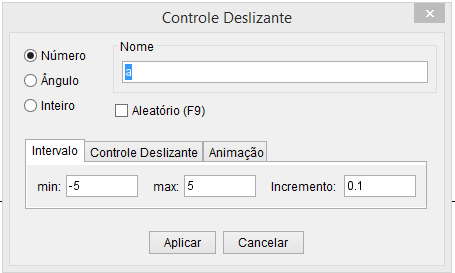 Controle Deslizante
Número
Ângulo
Inteiro
Nome
a
Aleatório (F9)
Intervalo Controle Deslizante Animação
min: -5 max: 5 Incremento: 0.1
Aplicar Cancelar